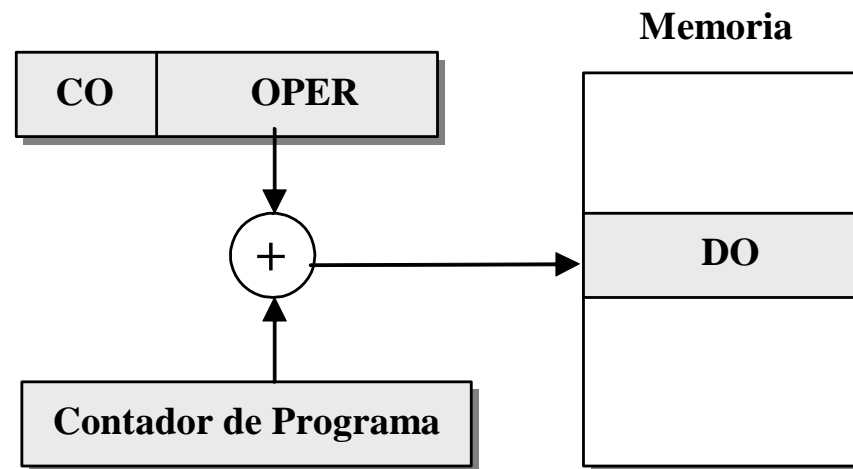 Memoria
CO OPER
+
DO
Contador de Programa